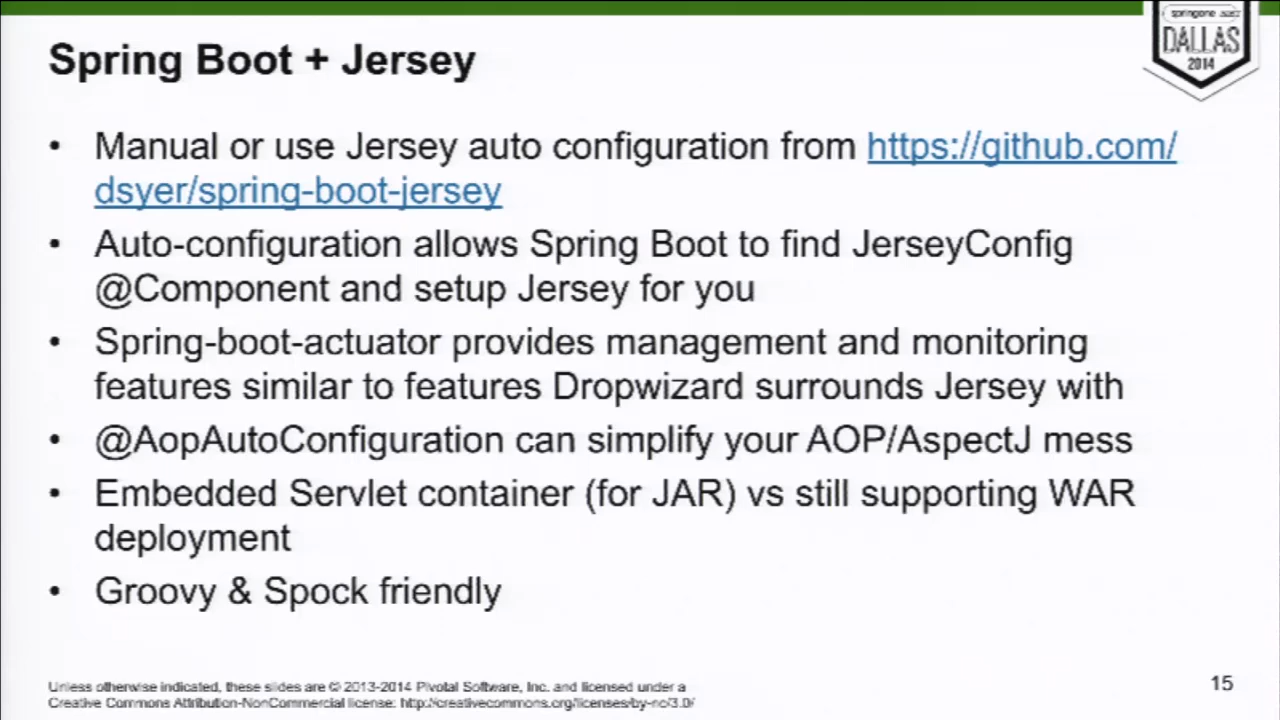 springone 2GX
DALLAS
2014
Spring Boot + Jersey
• Manual or use Jersey auto configuration from https://github.com/
dsyer/spring-boot-jersey
• Auto-configuration allows Spring Boot to find JerseyConfig
@Component and setup Jersey for you
• Spring-boot-actuator provides management and monitoring
features similar to features Dropwizard surrounds Jersey with
• @AopAutoConfiguration can simplify your AOP/AspectJ mess
• Embedded Servlet container (for JAR) vs still supporting WAR
deployment
• Groovy & Spock friendly
Unless otherwise indicated, these slides are © 2013-2014 Pivotal Software, Inc. and licensed under a
Creative Commons Attribution-NonCommercial license: http://creativecommons.org/licenses/by-nc/3.0/
15